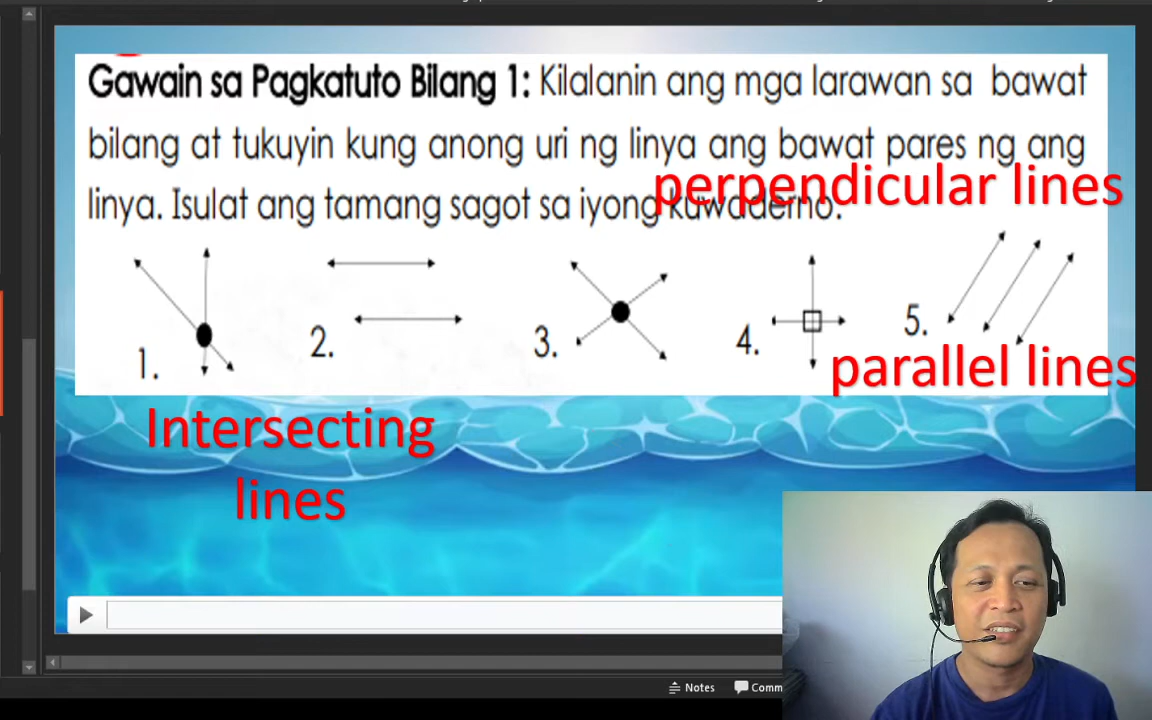 Gawain sa Pagkatuto Bilang 1: Kilalanin ang mga larawan sa bawat
bilang at tukuyin kung anong uri ng linya ang bawat pares ng ang
linya. Isulat ang tamang sagot sa iyong kuwaderno.
perpendicular lines
1.
2.
3.
4.
5.
parallel lines
Intersecting
lines
Notes
Comm